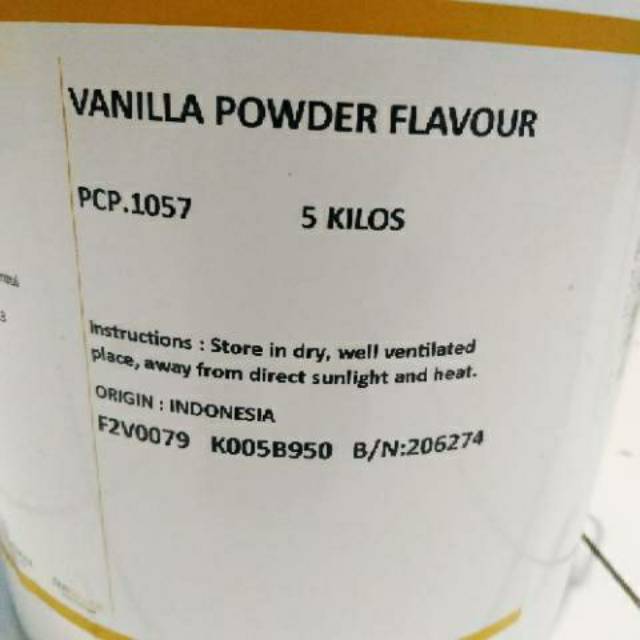 VANILLA POWDER FLAVOUR
PCP.1057 5 KILOS
Instructions : Store in dry, well ventilated
place, away from direct sunlight and heat.
ORIGIN : INDONESIA
F2V0079 K005B950 B/N:206274